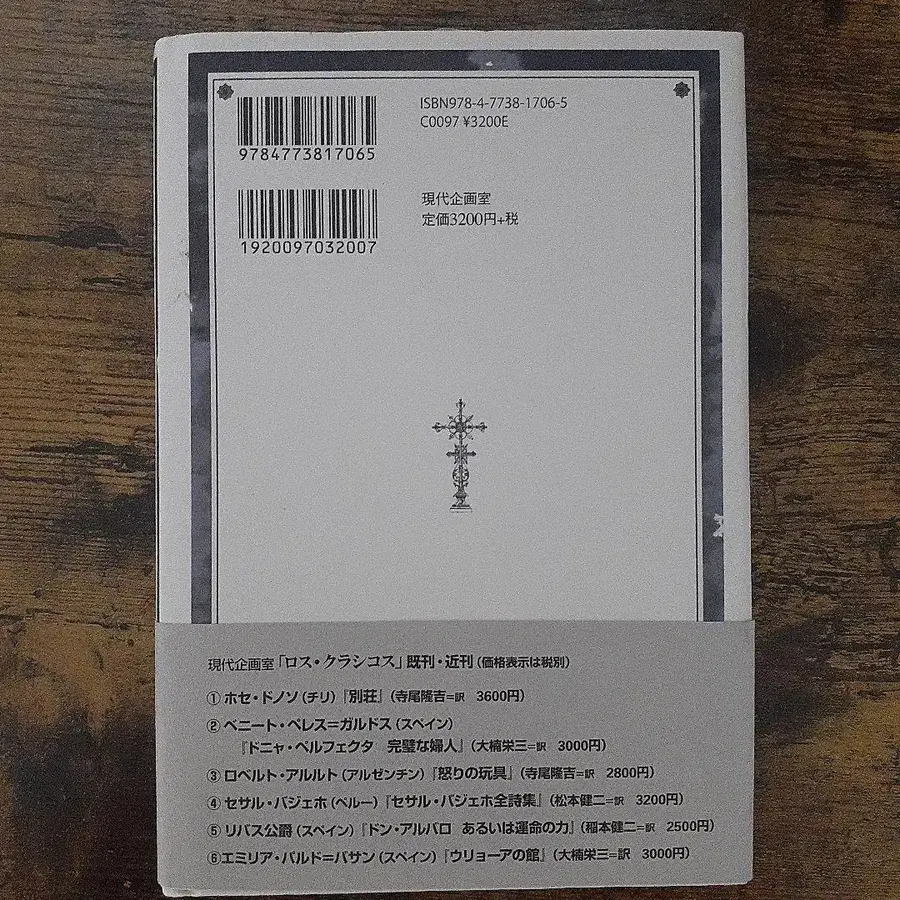 ISBN978-4-7738-1706-5
C0097 ¥3200E
9784773817065
現代企画室
定価3200円+税
1920097032007
現代企画室「ロス・クラシコス」既刊・近刊(価格表示は税別)
① ホセ・ドノソ(チリ)『別荘』(寺尾隆吉=訳 3600円)
② ベニート・ペレス=ガルドス(スペイン)
『ドニャ・ペルフェクタ 完璧な婦人』(大楠栄三=訳 3000円)
③ ロベルト・アルルト(アルゼンチン)『怒りの玩具』(寺尾隆吉=訳 2800円)
④ セサル・バジェホ(ペルー)『セサル・バジェホ全詩集』(松本健二=訳 3200円)
⑤ リバス公爵(スペイン)『ドン・アルバロ あるいは運命の力』(稲本健二=訳 2500円)
⑥ エミリア・パルド=バサン(スペイン)『ウリョーアの館』(大楠栄三=訳 3000円)